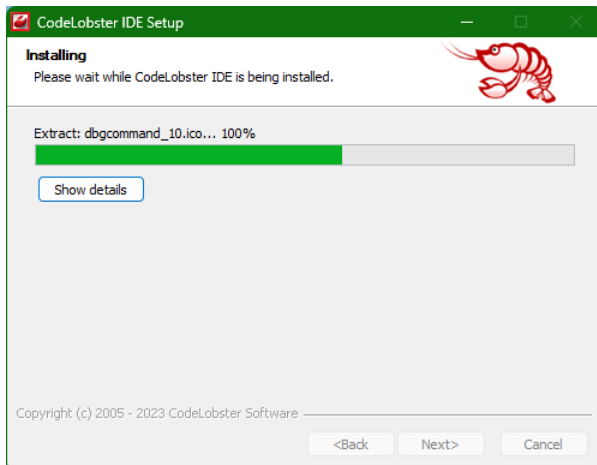 CodeLobster IDE Setup
Installing
Please wait while CodeLobster IDE is being installed.
Extract: dbgcommand_10.ico... 100%
Show details
Copyright (c) 2005 - 2023 CodeLobster Software
<Back Next> Cancel